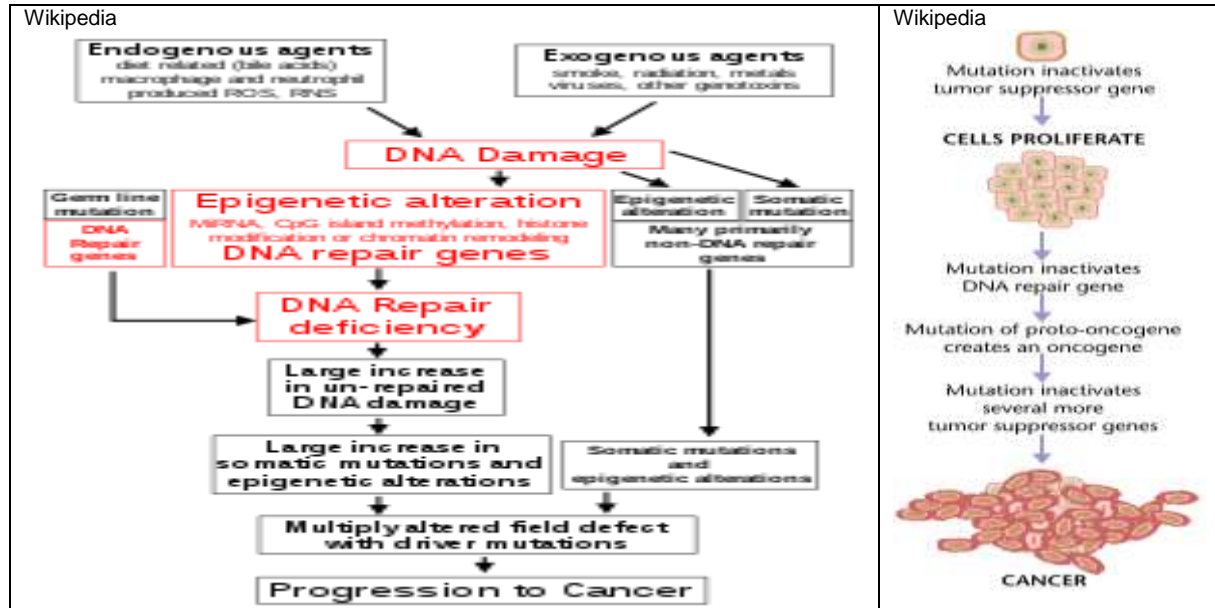 Wikipedia
Endogenous agents
diet related (bile acids)
macrophage and neutrophil
produced ROS, RNS
Exogenous agents
smoke, radiation, metals
viruses, other genotoxins
DNA Damage
Germ line
mutation
DNA
Repair
genes
Epigenetic alteration
MiRNA, CpG island methylation, histone
modification or chromatin remodeling
DNA repair genes
Epigenetic
alteration
Somatic
mutation
Many primarily
non-DNA repair
genes
DNA Repair
deficiency
Large increase
in un-repaired
DNA damage
Large increase in
somatic mutations and
epigenetic alterations
Somatic mutations
and
epigenetic alterations
Multiply altered field defect
with driver mutations
Progression to Cancer
Wikipedia
Mutation inactivates
tumor suppressor gene
CELLS PROLIFERATE
Mutation inactivates
DNA repair gene
Mutation of proto-oncogene
creates an oncogene
Mutation inactivates
several more
tumor suppressor genes
CANCER